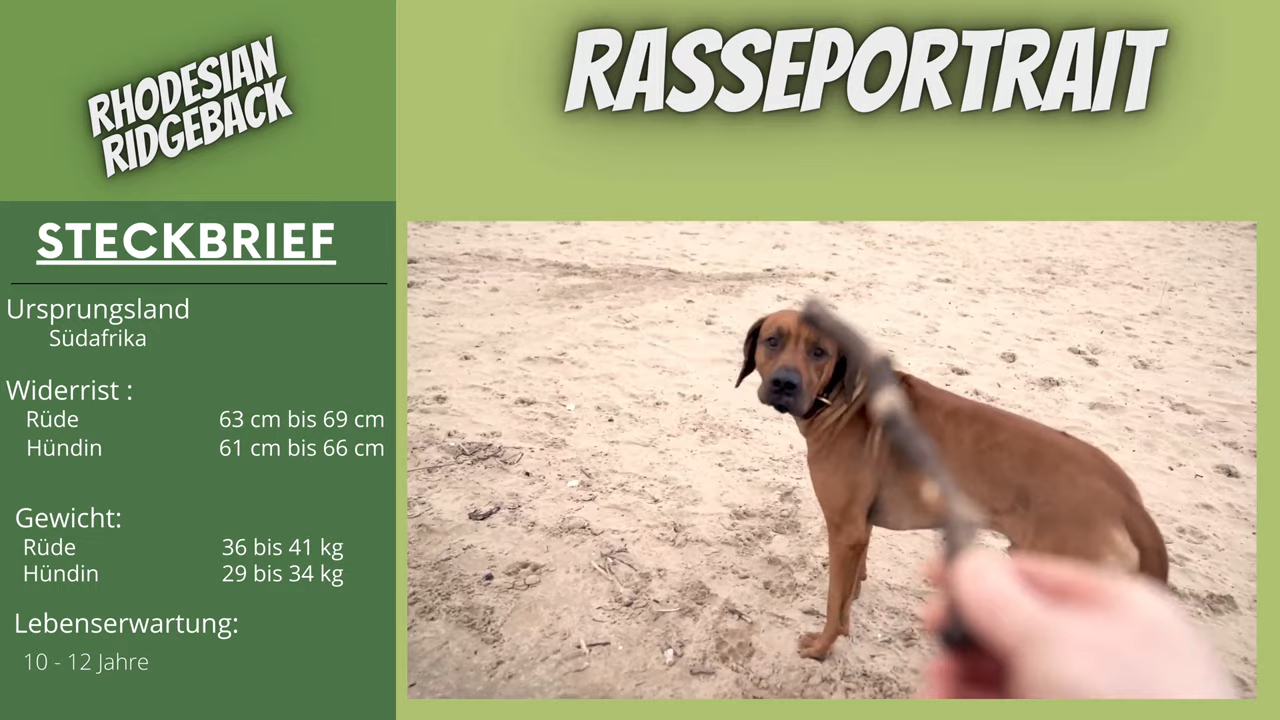 RHODESIAN
RIDGEBACK
RASSEPORTRAIT
STECKBRIEF
Ursprungsland
Südafrika
Widerrist :
Rüde 63 cm bis 69 cm
Hündin 61 cm bis 66 cm
Gewicht:
Rüde 36 bis 41 kg
Hündin 29 bis 34 kg
Lebenserwartung:
10 - 12 Jahre